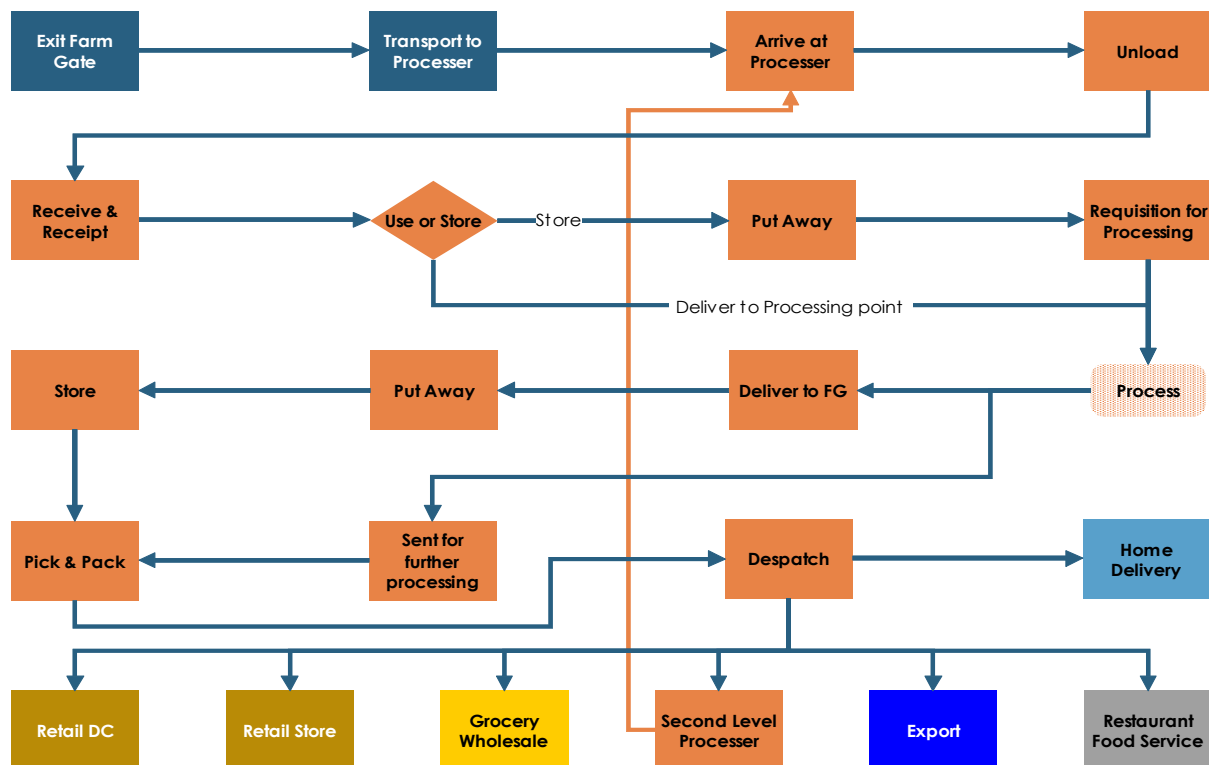 Exit Farm
Gate
Transport to
Processer
Arrive at
Processer
Unload
Receive &
Receipt
Use or Store
Store
Put Away
Requisition for
Processing
Deliver to Processing point
Store
Put Away
Deliver to FG
Process
Pick & Pack
Sent for
further
processing
Despatch
Home
Delivery
Retail DC
Retail Store
Grocery
Wholesale
Second Level
Processer
Export
Restaurant
Food Service